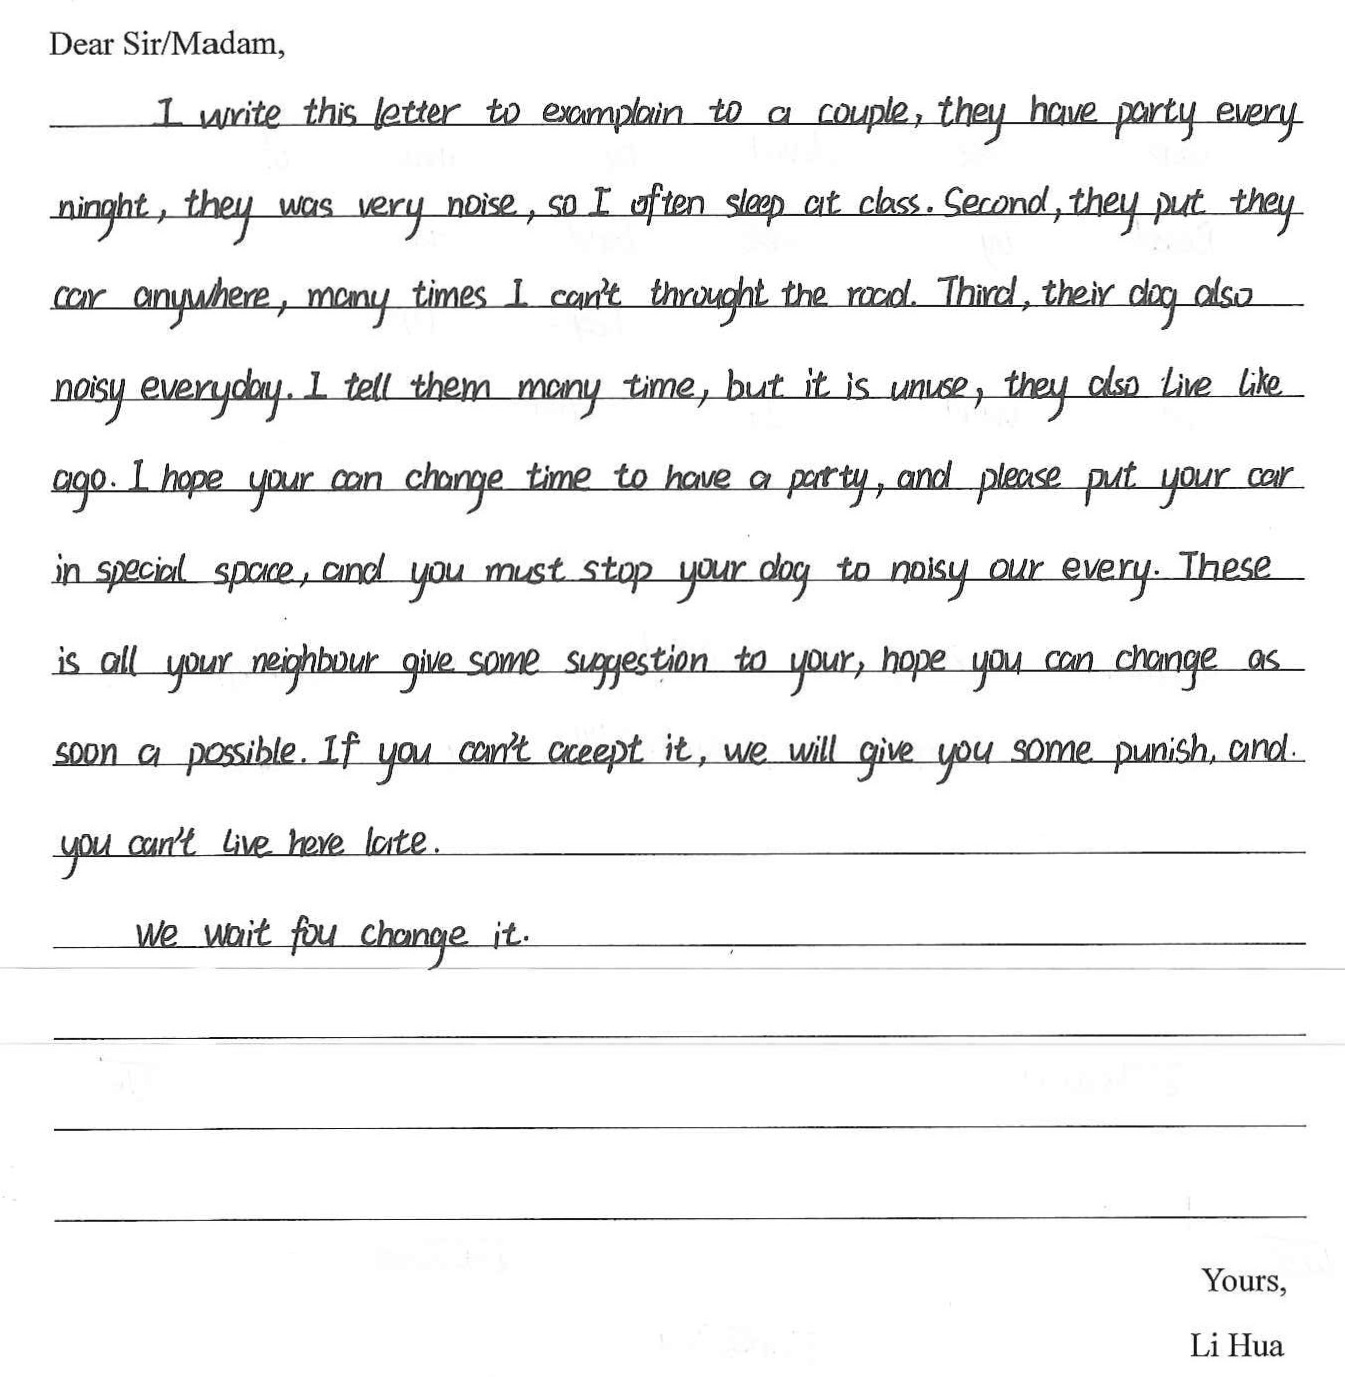 Dear Sir/Madam,
I write this letter to examplain to a couple, they have party every
ninght, they was very noise, so I often sleep at class. Second, they put they
car anywhere, many times I can't throught the road. Third, their dog also
noisy everyday. I tell them many time, but it is unuse, they also live like
ago. I hope your can change time to have a party, and please put your car
in special space, and you must stop your dog to noisy our every. These
is all your neighbour give some suggestion to your, hope you can change as
soon a possible. If you can't aceept it, we will give you some punish, and.
you can't live here late.
We wait fou change it.
Yours,
Li Hua